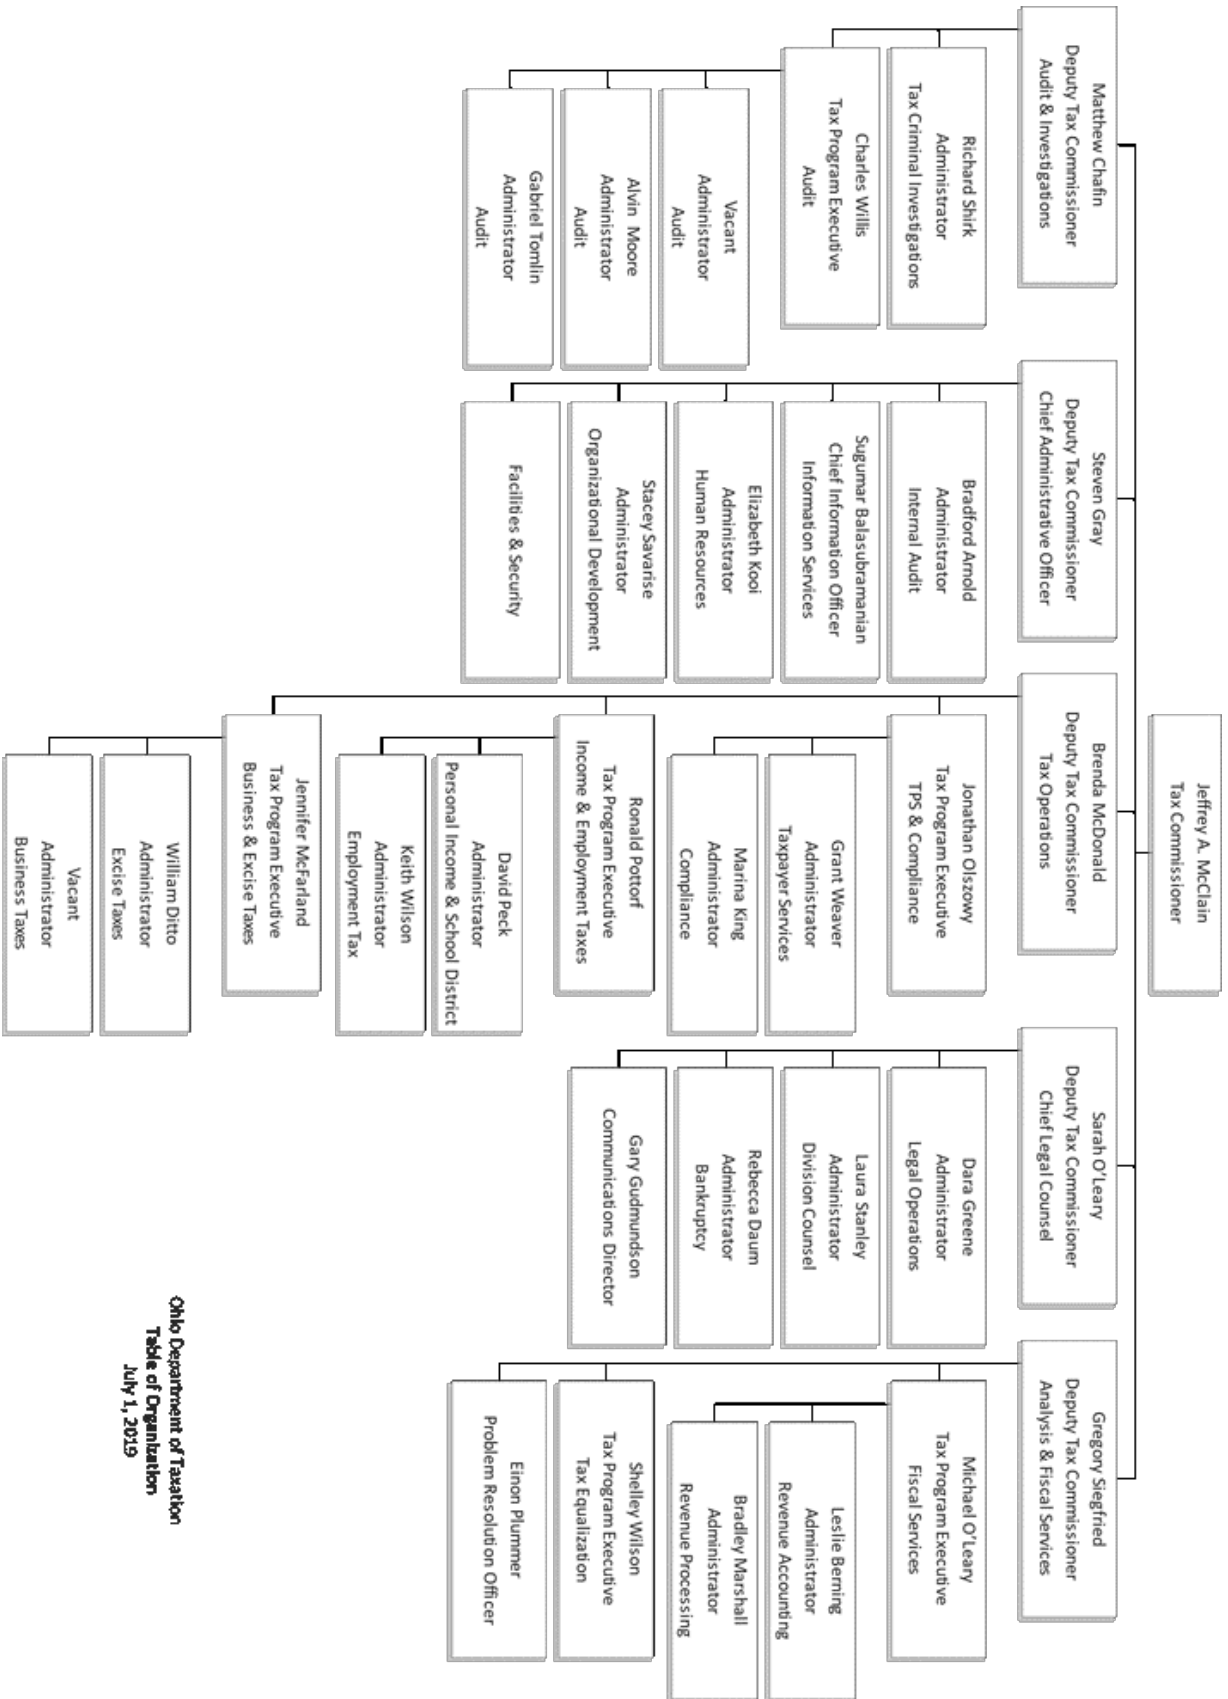 Jeffrey A. McClain
Tax Commissioner
Matthew Chafin
Deputy Tax Commissioner
Audit & Investigations
Richard Shirk
Administrator
Tax Criminal Investigations
Charles Willis
Tax Program Executive
Audit
Vacant
Administrator
Audit
Alvin Moore
Administrator
Audit
Gabriel Tomlin
Administrator
Audit
Steven Gray
Deputy Tax Commissioner
Chief Administrative Officer
Bradford Arnold
Administrator
Internal Audit
Sugumar Balasubramanian
Chief Information Officer
Information Services
Elizabeth Kooi
Administrator
Human Resources
Stacey Savarise
Administrator
Organizational Development
Facilities & Security
Brenda McDonald
Deputy Tax Commissioner
Tax Operations
Jonathan Olszowy
Tax Program Executive
TPS & Compliance
Grant Weaver
Administrator
Taxpayer Services
Marina King
Administrator
Compliance
Ronald Pottorf
Tax Program Executive
Income & Employment Taxes
David Peck
Administrator
Personal Income & School District
Keith Wilson
Administrator
Employment Tax
Jennifer McFarland
Tax Program Executive
Business & Excise Taxes
William Ditto
Administrator
Excise Taxes
Vacant
Administrator
Business Taxes
Sarah O'Leary
Deputy Tax Commissioner
Chief Legal Counsel
Dara Greene
Administrator
Legal Operations
Laura Stanley
Administrator
Division Counsel
Rebecca Daum
Administrator
Bankruptcy
Gary Gudmundson
Communications Director
Gregory Siegfried
Deputy Tax Commissioner
Analysis & Fiscal Services
Michael O'Leary
Tax Program Executive
Fiscal Services
Leslie Berning
Administrator
Revenue Accounting
Bradley Marshall
Administrator
Revenue Processing
Shelley Wilson
Tax Program Executive
Tax Equalization
Einon Plummer
Problem Resolution Officer
Ohio Department of Taxation
Table of Organization
July 1, 2019